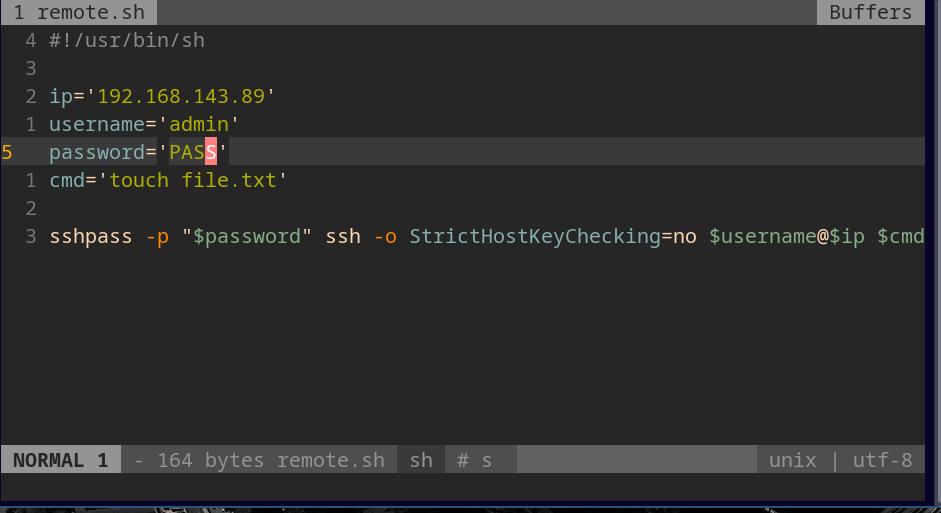 1 remote.sh Buffers
4 #!/usr/bin/sh
3
2 ip='192.168.143.89'
1 username='admin'
5 password='PASS'
1 cmd='touch file.txt'
2
3 sshpass -p "$password" ssh -o StrictHostKeyChecking=no $username@$ip $cmd
NORMAL 1 - 164 bytes remote.sh sh # s unix | utf-8